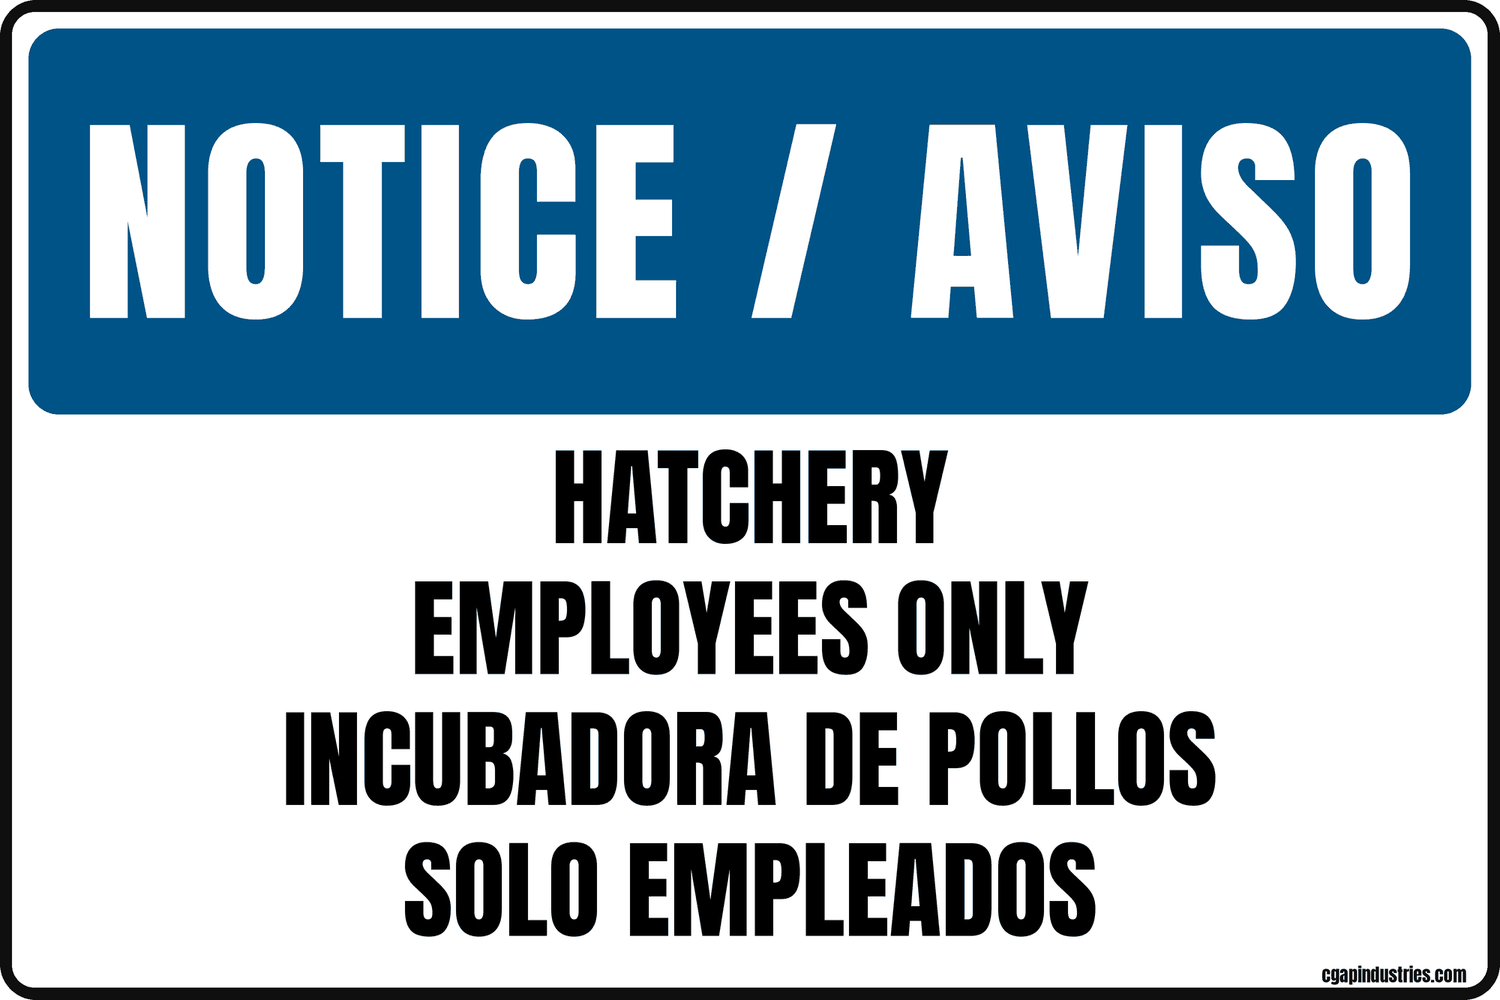 NOTICE / AVISO
HATCHERY
EMPLOYEES ONLY
INCUBADORA DE POLLOS
SOLO EMPLEADOS
cgapindustries.com